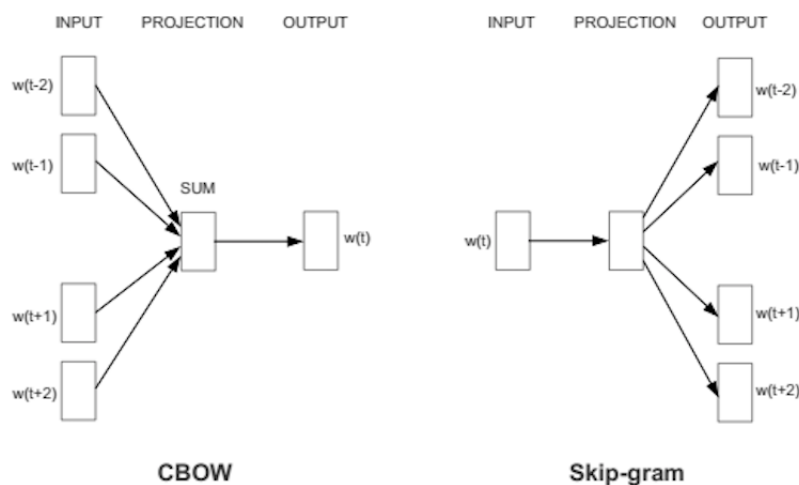 INPUT PROJECTION OUTPUT
w(t-2)
w(t-1)
SUM
w(t)
w(t+1)
w(t+2)
CBOW
INPUT PROJECTION OUTPUT
w(t-2)
w(t-1)
w(t)
w(t+1)
w(t+2)
Skip-gram